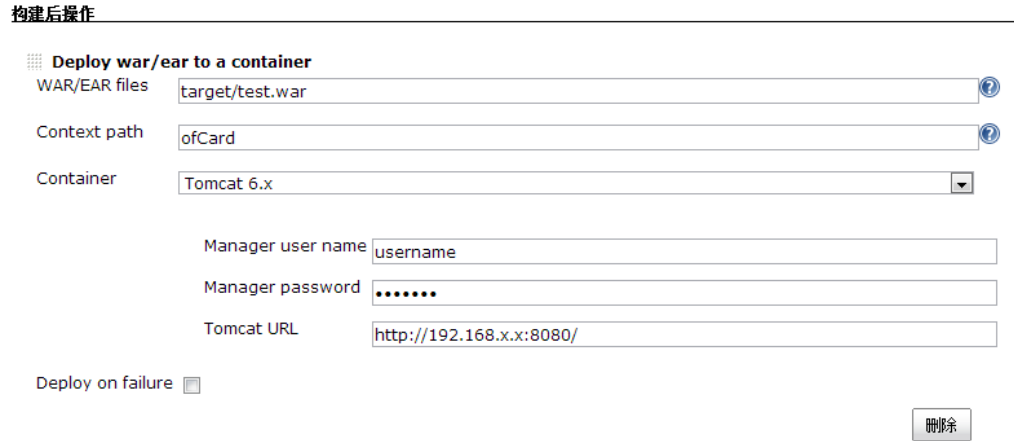 构建后操作
Deploy war/ear to a container
WAR/EAR files target/test.war
Context path ofCard
Container Tomcat 6.x
Manager user name username
Manager password •••••••
Tomcat URL http://192.168.x.x:8080/
Deploy on failure
删除